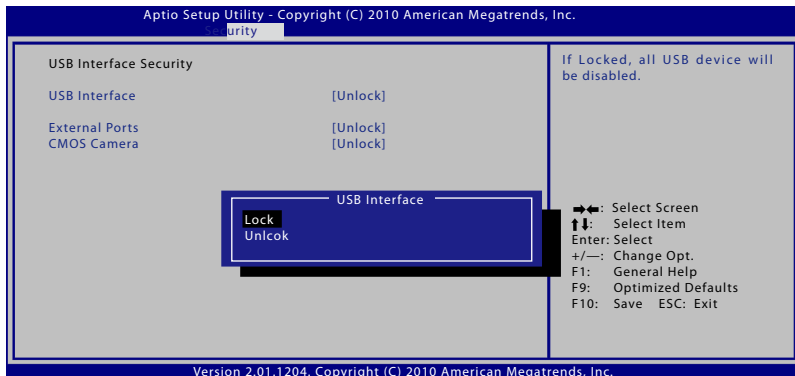 Aptio Setup Utility - Copyright (C) 2010 American Megatrends, Inc.
Security
USB Interface Security
USB Interface [Unlock]
External Ports [Unlock]
CMOS Camera [Unlock]
If Locked, all USB device will
be disabled.
USB Interface
Lock
Unlcok
→←: Select Screen
↑↓: Select Item
Enter: Select
+/—: Change Opt.
F1: General Help
F9: Optimized Defaults
F10: Save ESC: Exit
Version 2.01.1204. Copyright (C) 2010 American Megatrends, Inc.